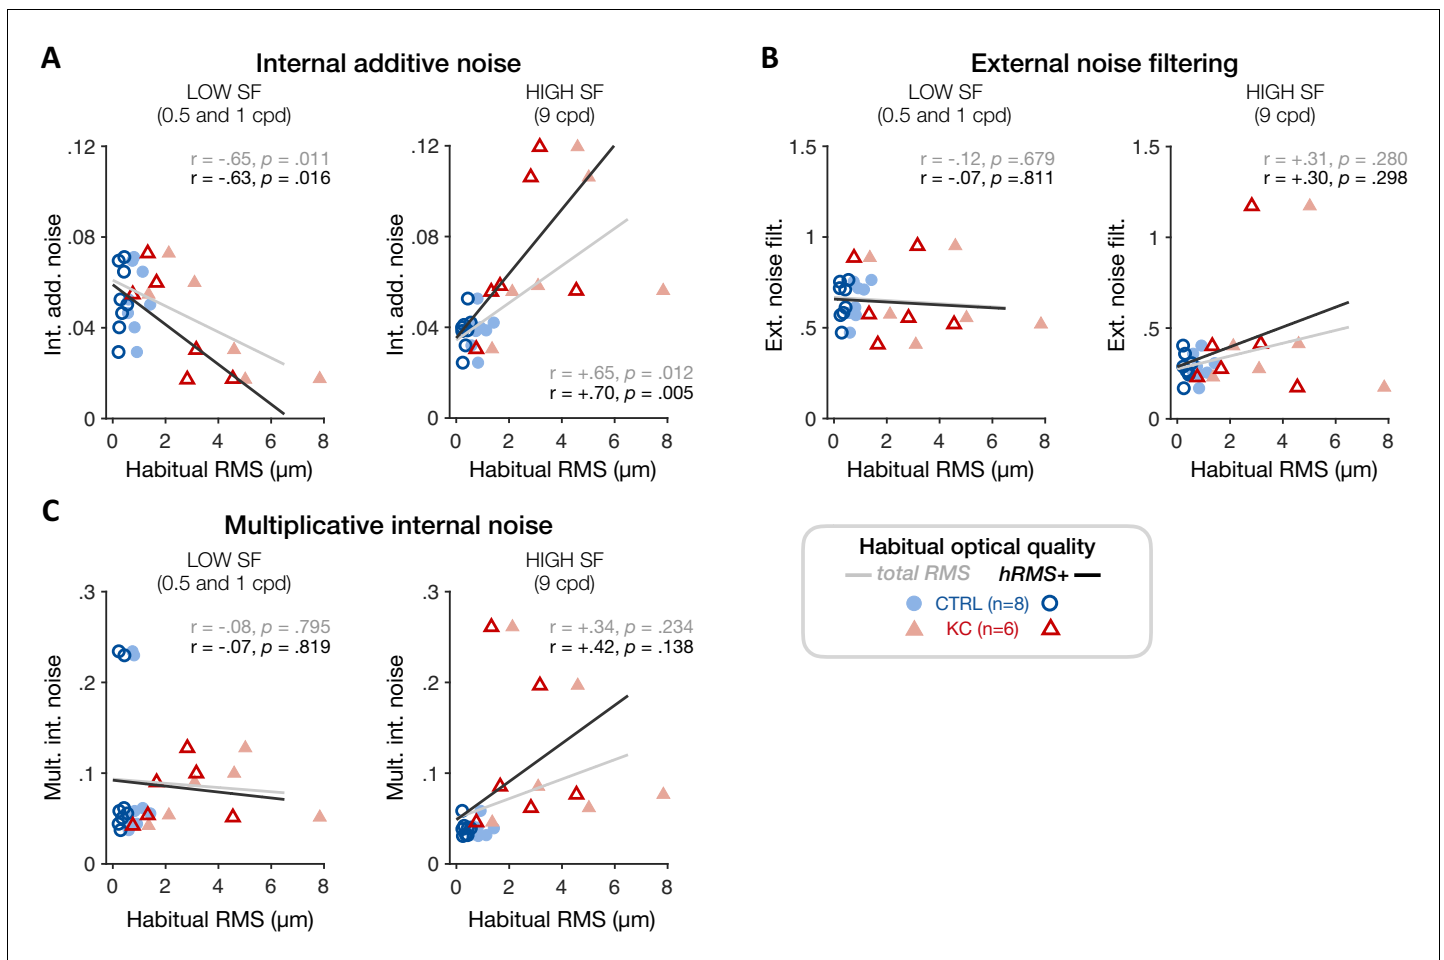 A
Internal additive noise
LOW SF
(0.5 and 1 cpd)
.12
.08
.04
0
Int. add. noise
r = -.65, p = .011
r = -.63, p = .016
0 2 4 6 8
Habitual RMS (µm)
HIGH SF
(9 cpd)
.12
.08
.04
0
Int. add. noise
r = +.65, p = .012
r = +.70, p = .005
0 2 4 6 8
Habitual RMS (µm)
B
External noise filtering
LOW SF
(0.5 and 1 cpd)
1.5
1
.5
0
Ext. noise filt.
r = -.12, p =.679
r = -.07, p =.811
0 2 4 6 8
Habitual RMS (µm)
HIGH SF
(9 cpd)
1.5
1
.5
0
Ext. noise filt.
r = +.31, p = .280
r = +.30, p = .298
0 2 4 6 8
Habitual RMS (µm)
C
Multiplicative internal noise
LOW SF
(0.5 and 1 cpd)
.3
.2
.1
0
Mult. int. noise
r = -.08, p = .795
r = -.07, p = .819
0 2 4 6 8
Habitual RMS (µm)
HIGH SF
(9 cpd)
.3
.2
.1
0
Mult. int. noise
r = +.34, p = .234
r = +.42, p = .138
0 2 4 6 8
Habitual RMS (µm)
Habitual optical quality
total RMS hRMS+
CTRL (n=8)
KC (n=6)